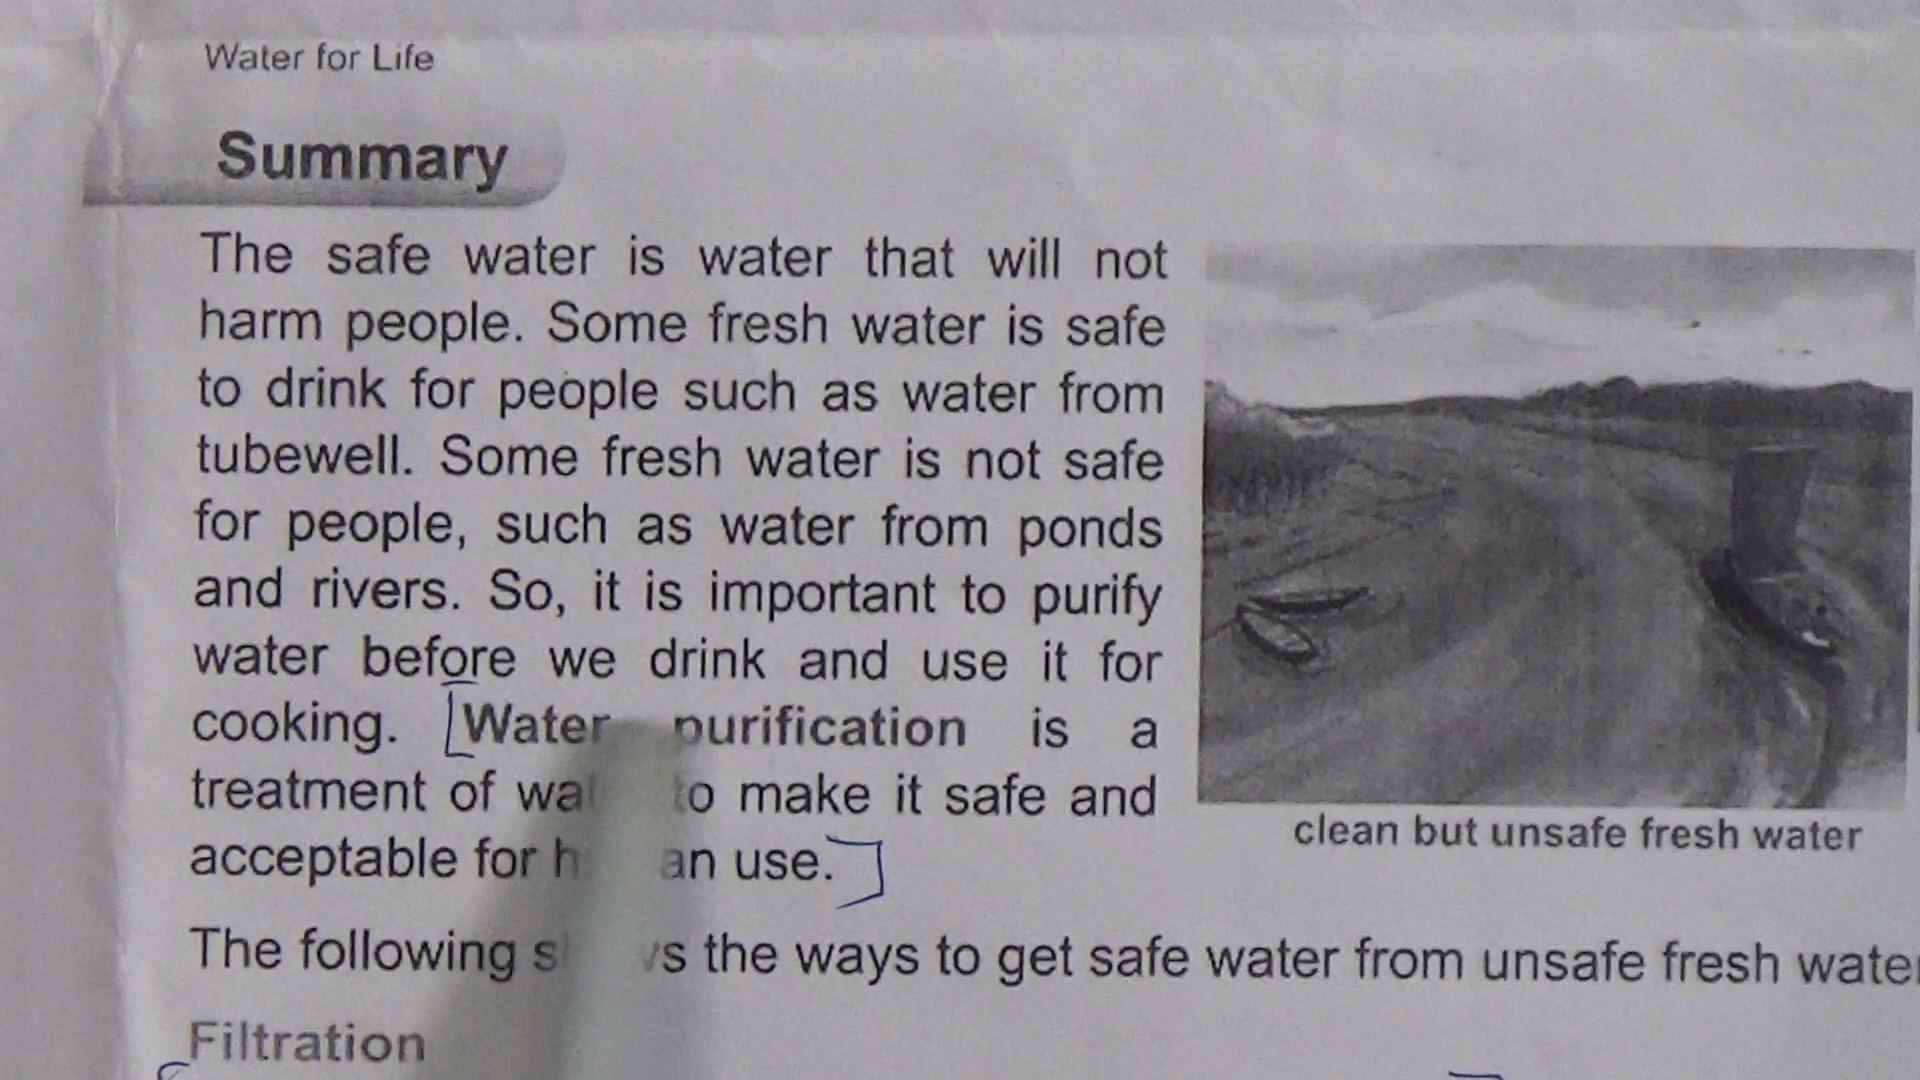 Water for Life
Summary
The safe water is water that will not
harm people. Some fresh water is safe
to drink for people such as water from
tubewell. Some fresh water is not safe
for people, such as water from ponds
and rivers. So, it is important to purify
water before we drink and use it for
cooking. [Water purification is a
treatment of to make it safe and
acceptable for use.]
clean but unsafe fresh water
The following the ways to get safe water from unsafe fresh
Filtration